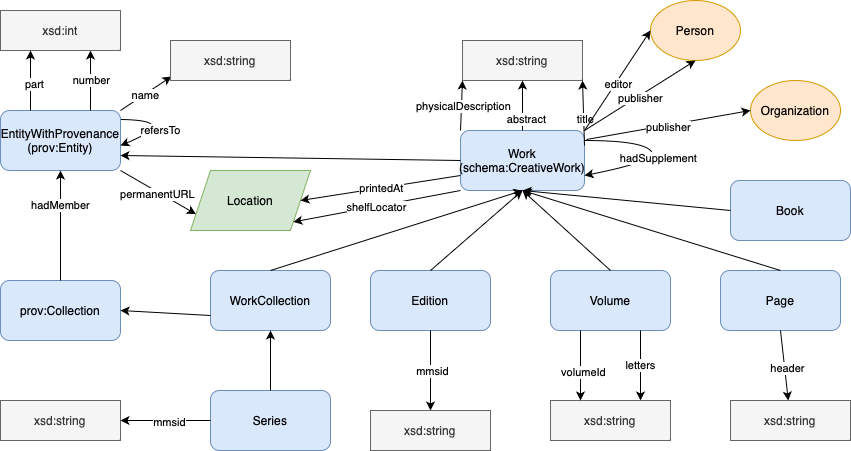 xsd:int
xsd:string
xsd:string
Person
Organization
part
number
name
physicalDescription
abstract
title
editor
publisher
publisher
EntityWithProvenance
(prov:Entity)
refersTo
Work
(schema:CreativeWork)
hadSupplement
permanentURL
Location
printedAt
shelfLocator
hadMember
Book
prov:Collection
WorkCollection
Edition
Volume
Page
mmsid
volumeId
letters
header
xsd:string
mmsid
Series
xsd:string
xsd:string
xsd:string